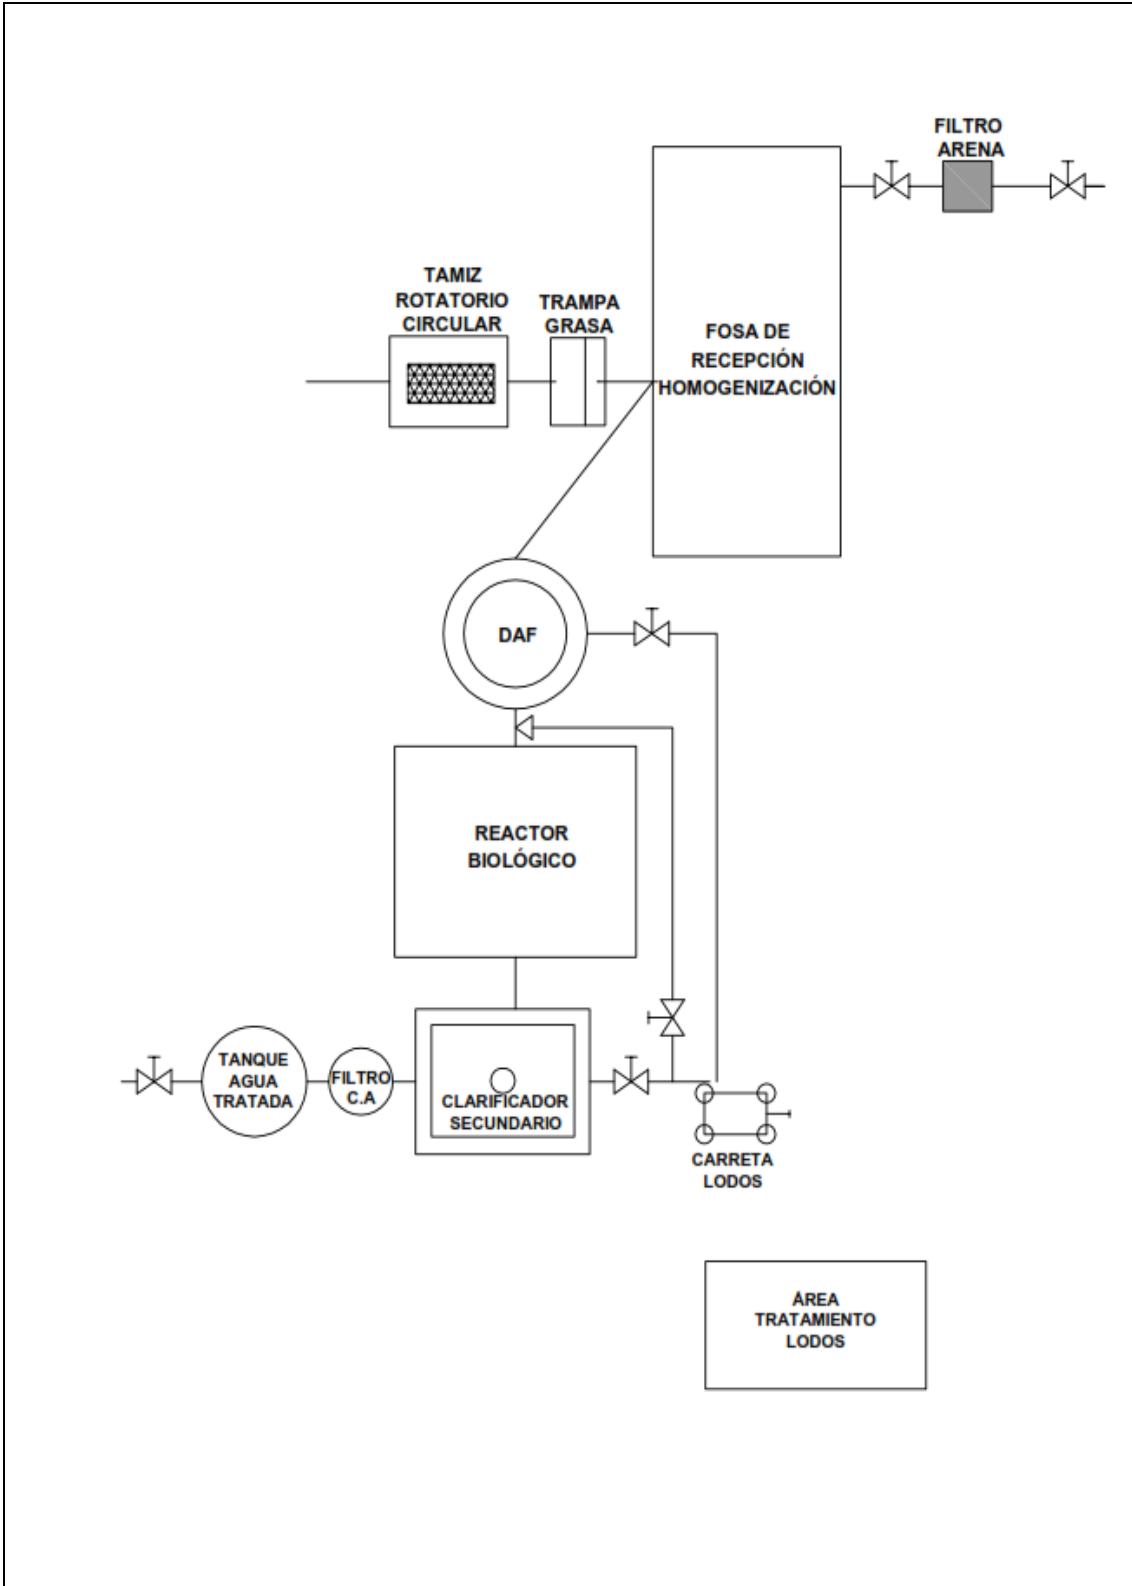 FILTRO
ARENA
TAMIZ
ROTATORIO
CIRCULAR
TRAMPA
GRASA
FOSA DE
RECEPCIÓN
HOMOGENIZACIÓN
DAF
REACTOR
BIOLÓGICO
TANQUE
AGUA
TRATADA
FILTRO
C.A
CLARIFICADOR
SECUNDARIO
CARRETA
LODOS
ÁREA
TRATAMIENTO
LODOS